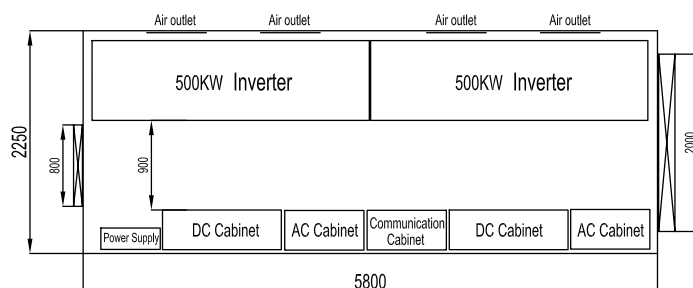 Air outlet
Air outlet
Air outlet
Air outlet
500KW Inverter
500KW Inverter
2250
800
900
2000
Power Supply
DC Cabinet
AC Cabinet
Communication
Cabinet
DC Cabinet
AC Cabinet
5800